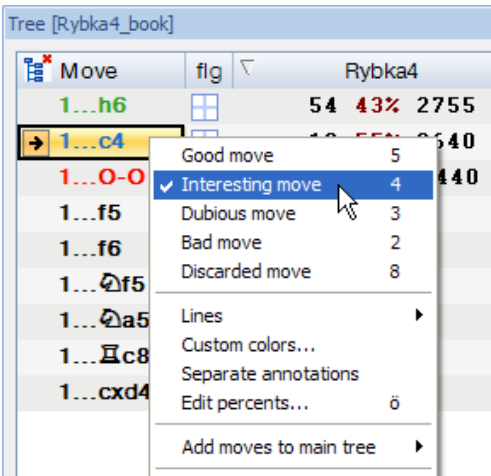 Tree [Rybka4_book]
Move flg Rybka4
1...h6 54 43% 2755
1...c4
1...O-O 440
1...f5
1...f6
1...♘f5
1...♘a5
1...♖c8
1...cxd4
Good move 5
Interesting move 4
Dubious move 3
Bad move 2
Discarded move 8
Lines
Custom colors...
Separate annotations
Edit percents... ö
Add moves to main tree